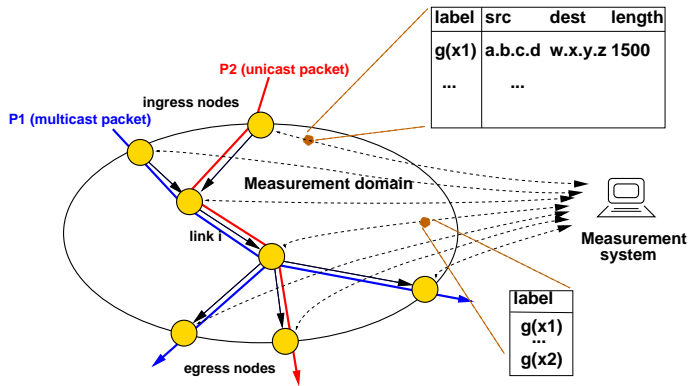 label src dest length
g(x1) a.b.c.d w.x.y.z 1500
... ...
P2 (unicast packet)
ingress nodes
P1 (multicast packet)
Measurement domain
link i
Measurement
system
label
g(x1)
...
g(x2)
egress nodes